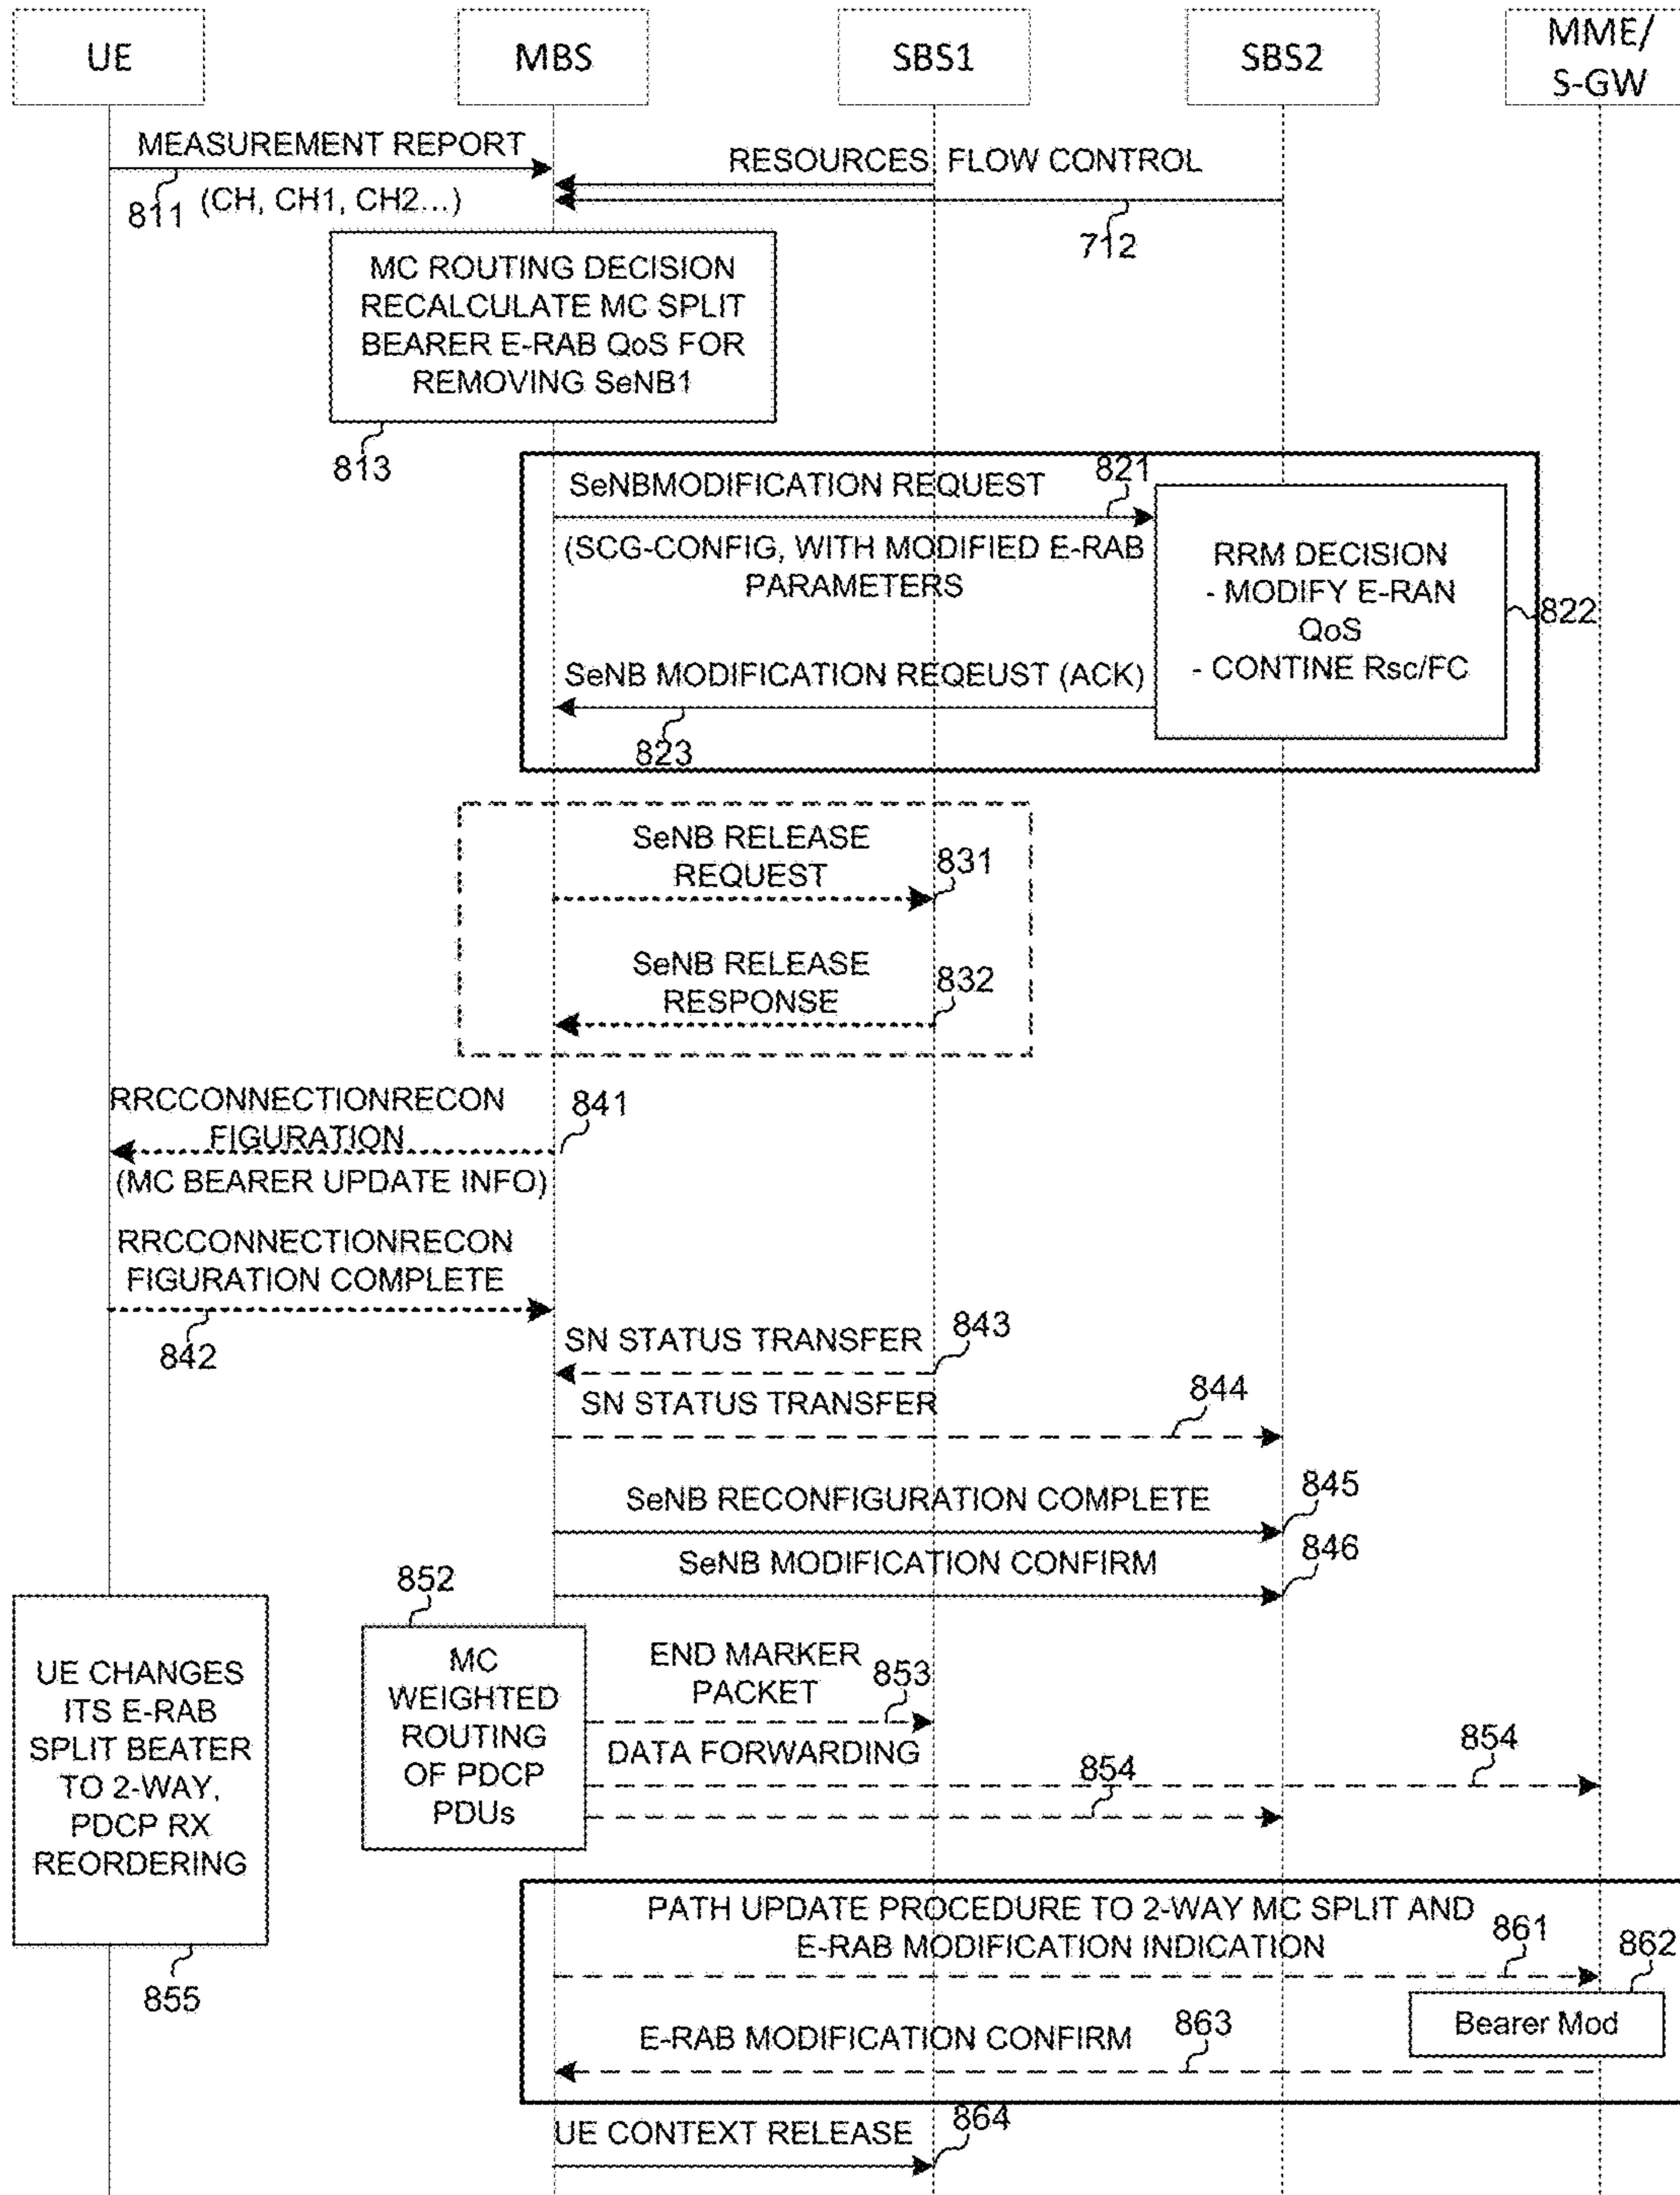 UE
MBS
SBS1
SBS2
MME/
S-GW
MEASUREMENT REPORT
RESOURCES FLOW CONTROL
811
(CH, CH1, CH2...)
712
MC ROUTING DECISION
RECALCULATE MC SPLIT
BEARER E-RAB QoS FOR
REMOVING SeNB1
813
SeNBMODIFICATION REQUEST
821
(SCG-CONFIG, WITH MODIFIED E-RAB
PARAMETERS
RRM DECISION
- MODIFY E-RAN
QoS
- CONTINE Rsc/FC
822
SeNB MODIFICATION REQEUST (ACK)
823
SeNB RELEASE
REQUEST
831
SeNB RELEASE
RESPONSE
832
RRCCONNECTIONRECON
FIGURATION
841
(MC BEARER UPDATE INFO)
RRCCONNECTIONRECON
FIGURATION COMPLETE
842
SN STATUS TRANSFER
843
SN STATUS TRANSFER
844
SeNB RECONFIGURATION COMPLETE
845
SeNB MODIFICATION CONFIRM
846
852
UE CHANGES
ITS E-RAB
SPLIT BEATER
TO 2-WAY,
PDCP RX
REORDERING
855
MC
WEIGHTED
ROUTING
OF PDCP
PDUs
END MARKER
PACKET
853
DATA FORWARDING
854
854
PATH UPDATE PROCEDURE TO 2-WAY MC SPLIT AND
E-RAB MODIFICATION INDICATION
861
862
Bearer Mod
E-RAB MODIFICATION CONFIRM
863
UE CONTEXT RELEASE
864